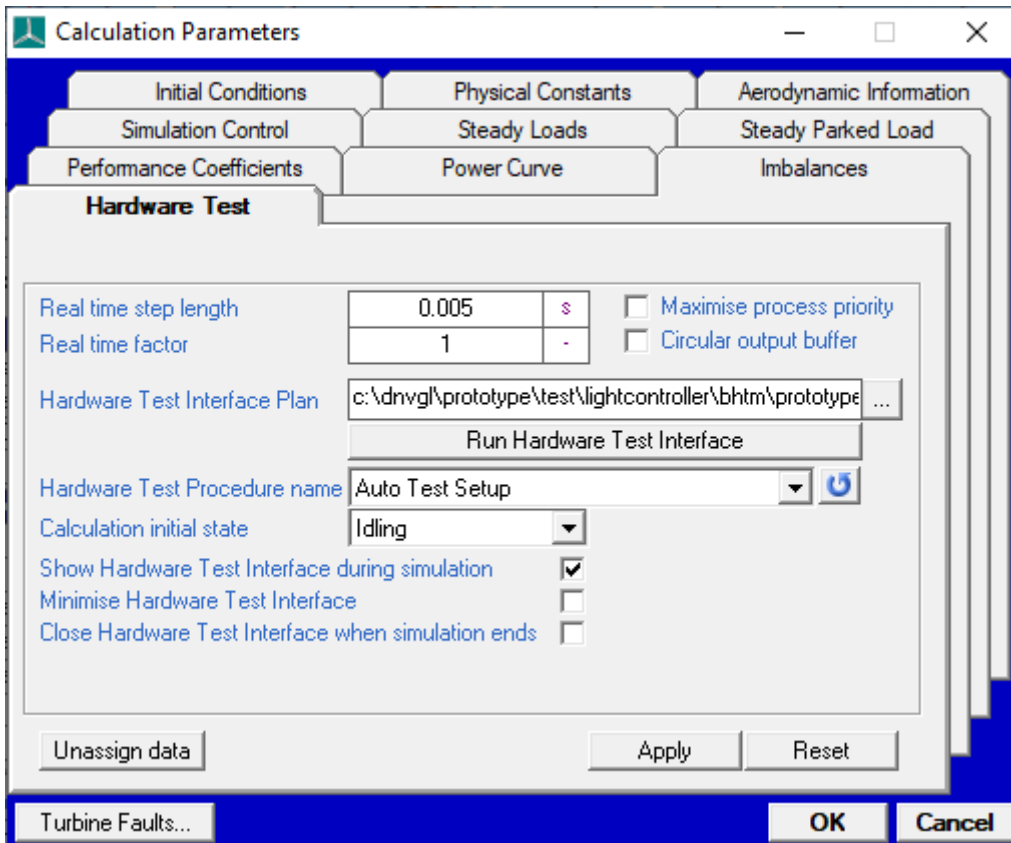 Calculation Parameters
Initial Conditions Physical Constants Aerodynamic Information
Simulation Control Steady Loads Steady Parked Load
Performance Coefficients Power Curve Imbalances
Hardware Test
Real time step length 0.005 s Maximise process priority
Real time factor 1 - Circular output buffer
Hardware Test Interface Plan c:\dnvgl\prototype\test\lightcontroller\bhtm\prototype ...
Run Hardware Test Interface
Hardware Test Procedure name Auto Test Setup
Calculation initial state Idling
Show Hardware Test Interface during simulation
Minimise Hardware Test Interface
Close Hardware Test Interface when simulation ends
Unassign data Apply Reset
Turbine Faults... OK Cancel